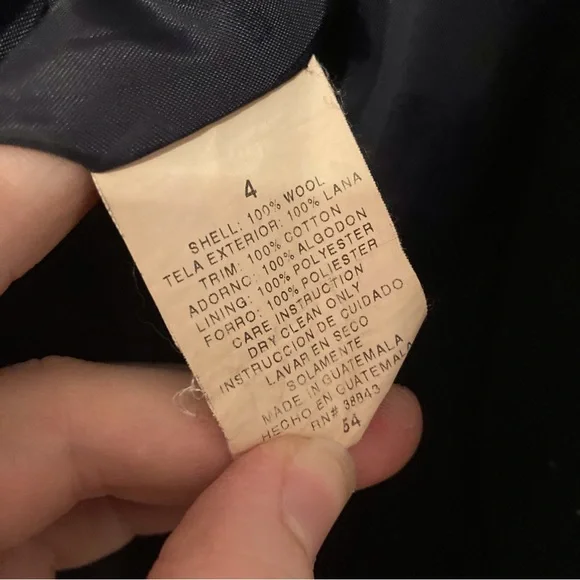 4
SHELL: 100% WOOL
TELA EXTERIOR: 100% LANA
TRIM: 100% COTTON
ADORNC: 100% ALGODON
LINING: 100% POLYESTER
FORRO: 100% POLIESTER
CARE INSTRUCTION
DRY CLEAN ONLY
INSTRUCCION DE CUIDADO
LAVAR EN SECO
SOLAMENTE
MADE IN GUATEMALA
HECHO EN GUATEMALA
RN# 38843
54